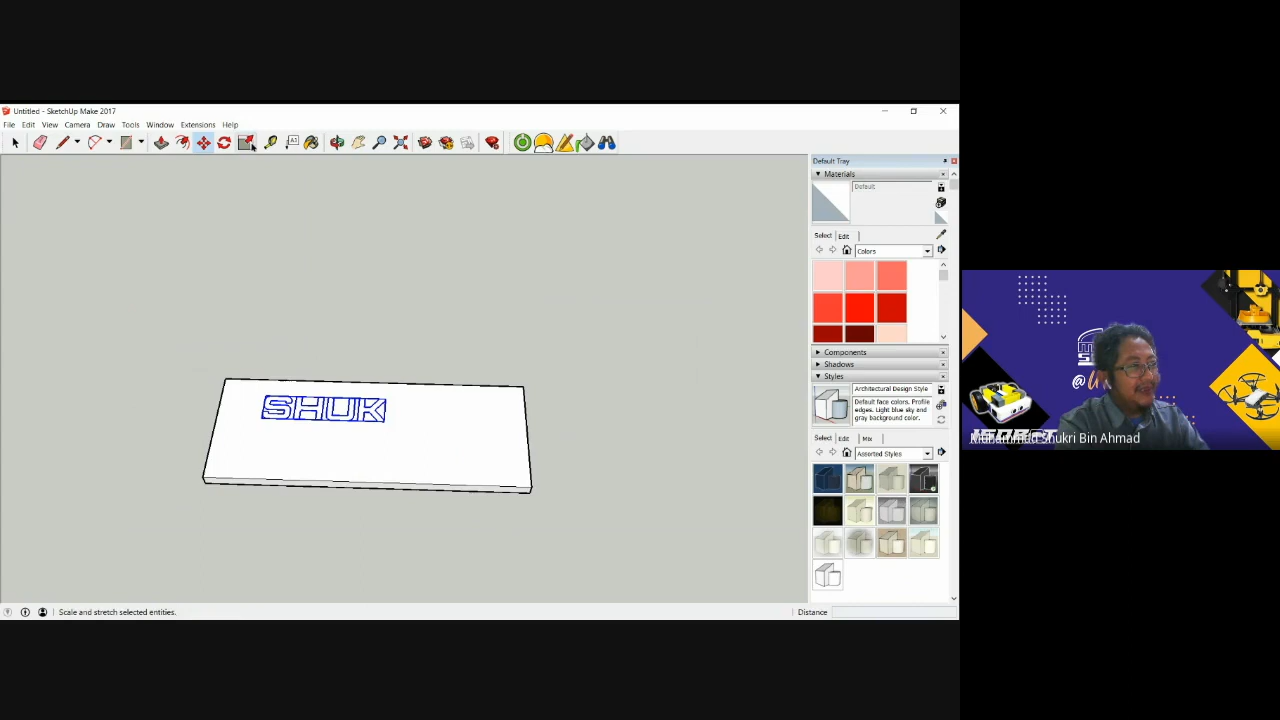 Untitled - SketchUp Make 2017
File Edit View Camera Draw Tools Window Extensions Help
A1
Default Tray
Materials
Default
Select Edit
Colors
Components
Shadows
Styles
Architectural Design Style
Default face colors. Profile
edges. Light blue sky and
gray background color.
Select Edit Mix
Assorted Styles
SHUK
Scale and stretch selected entities.
Distance
Muhammad Shukri Bin Ahmad